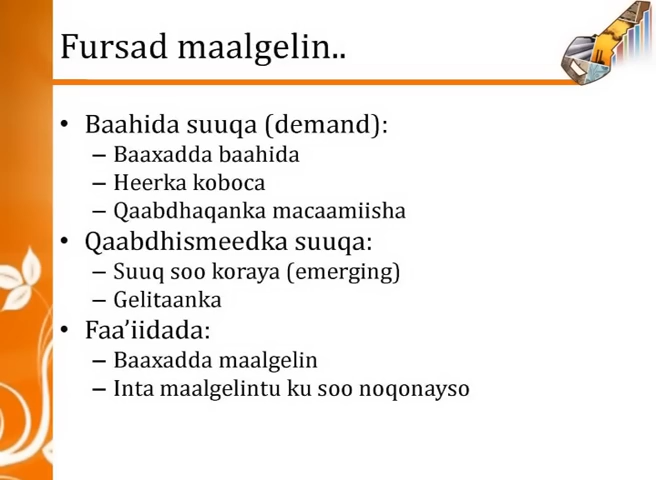 Fursad maalgelin..
• Baahida suuqa (demand):
– Baaxadda baahida
– Heerka koboca
– Qaabdhaqanka macaamiisha
• Qaabdhismeedka suuqa:
– Suuq soo koraya (emerging)
– Gelitaanka
• Faa’iidada:
– Baaxadda maalgelin
– Inta maalgelintu ku soo noqonayso